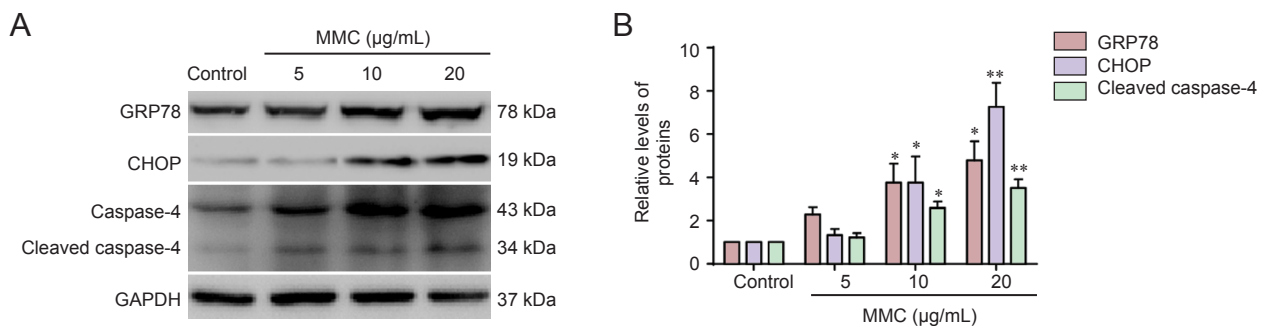 A
MMC (µg/mL)
Control 5 10 20
GRP78 78 kDa
CHOP 19 kDa
Caspase-4 43 kDa
Cleaved caspase-4 34 kDa
GAPDH 37 kDa
B
Relative levels of
proteins
10
8
6
4
2
0
* * * * ** **
Control 5 10 20
MMC (µg/mL)
GRP78
CHOP
Cleaved caspase-4